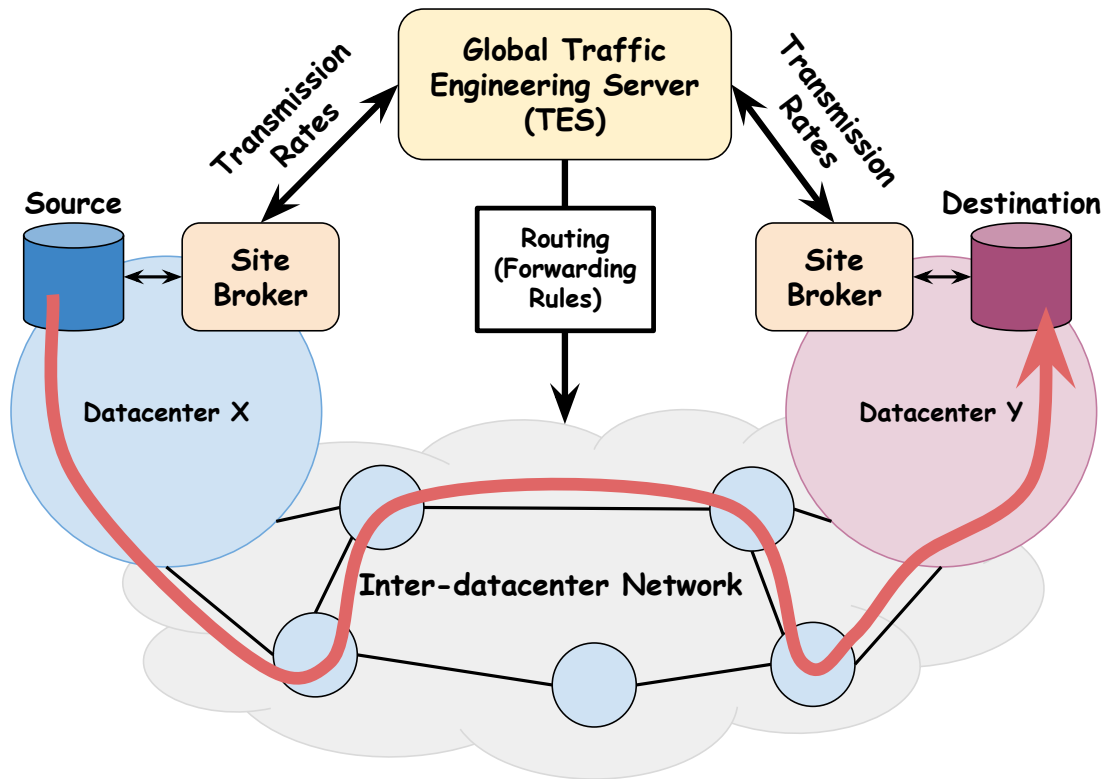 Global Traffic
Engineering Server
(TES)
Transmission
Rates
Transmission
Rates
Source
Destination
Site
Broker
Routing
(Forwarding
Rules)
Site
Broker
Datacenter X
Datacenter Y
Inter-datacenter Network